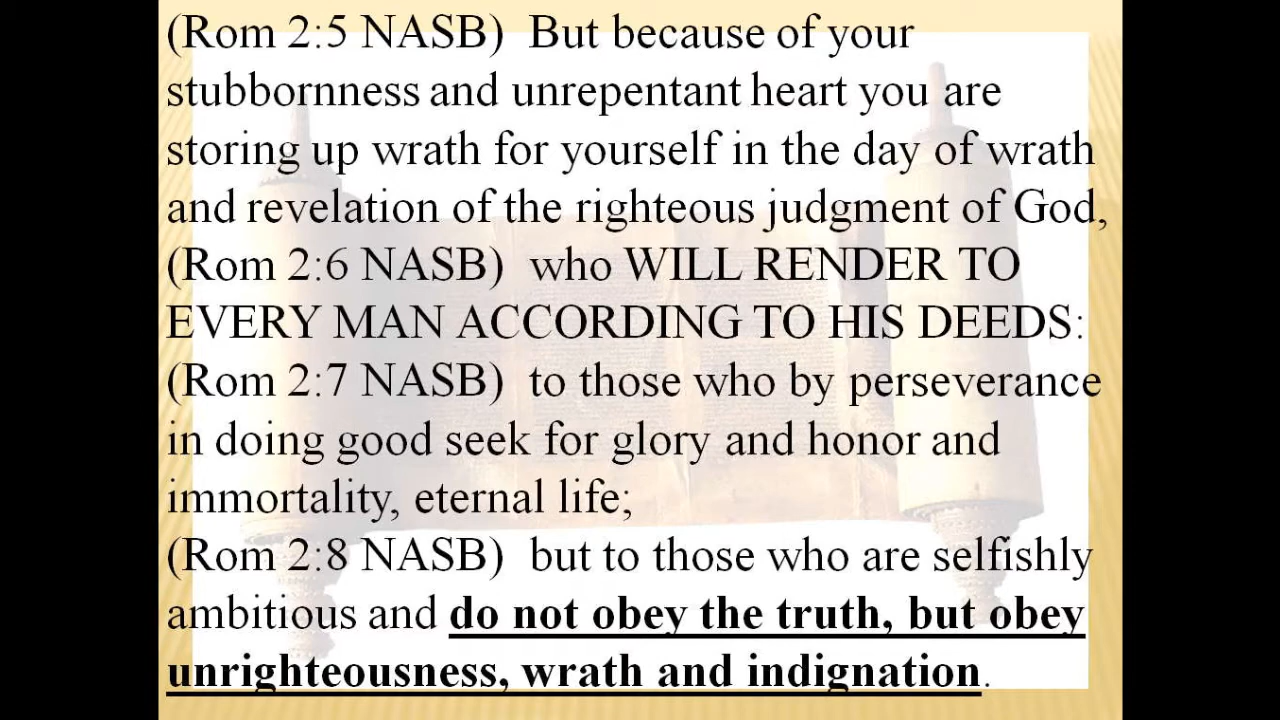 (Rom 2:5 NASB)  But because of your
stubbornness and unrepentant heart you are
storing up wrath for yourself in the day of wrath
and revelation of the righteous judgment of God,
(Rom 2:6 NASB)  who WILL RENDER TO
EVERY MAN ACCORDING TO HIS DEEDS:
(Rom 2:7 NASB)  to those who by perseverance
in doing good seek for glory and honor and
immortality, eternal life;
(Rom 2:8 NASB)  but to those who are selfishly
ambitious and do not obey the truth, but obey
unrighteousness, wrath and indignation.